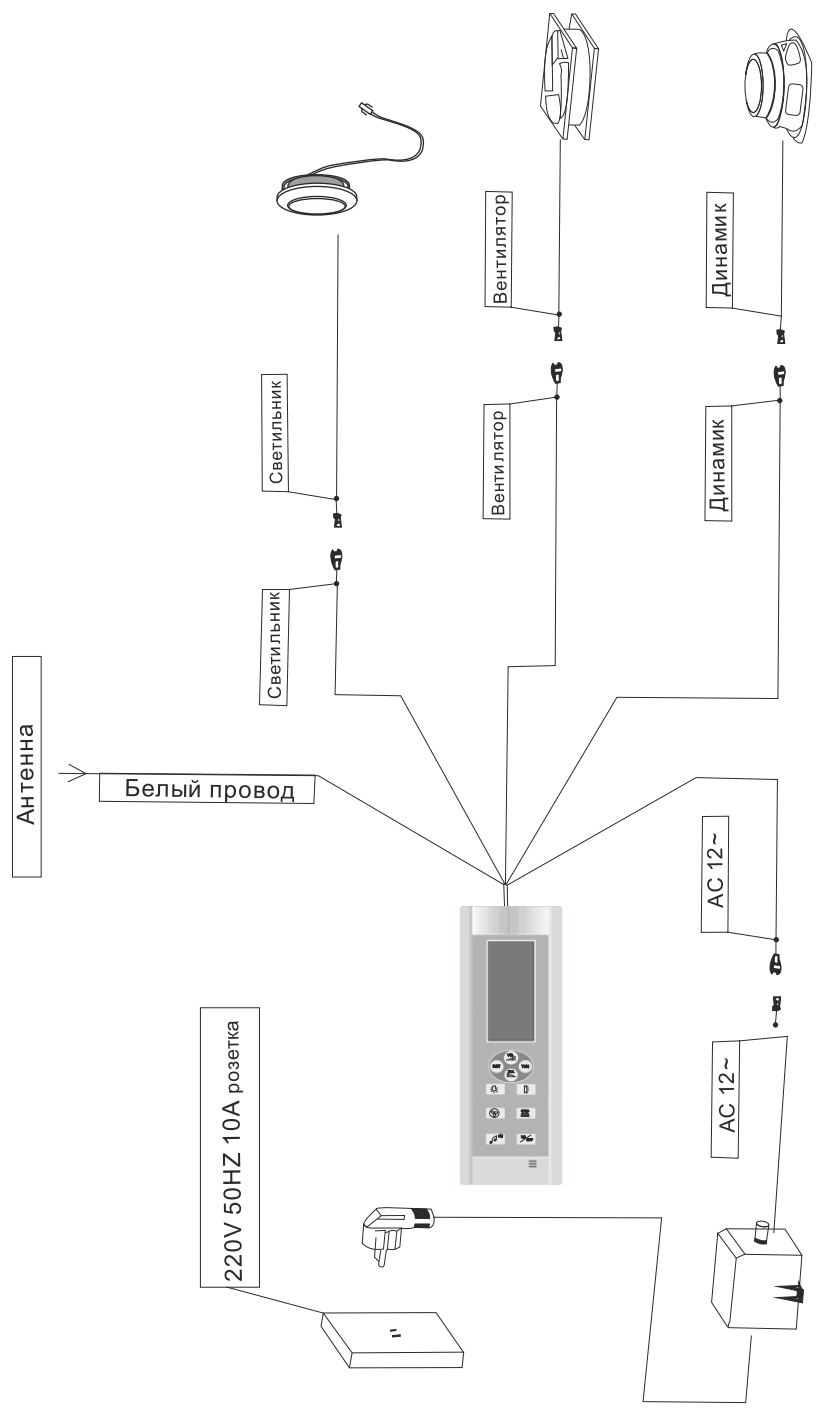 Антенна
Белый провод
Светильник
Светильник
Вентилятор
Вентилятор
Динамик
Динамик
AC 12~
AC 12~
220V 50HZ 10A розетка